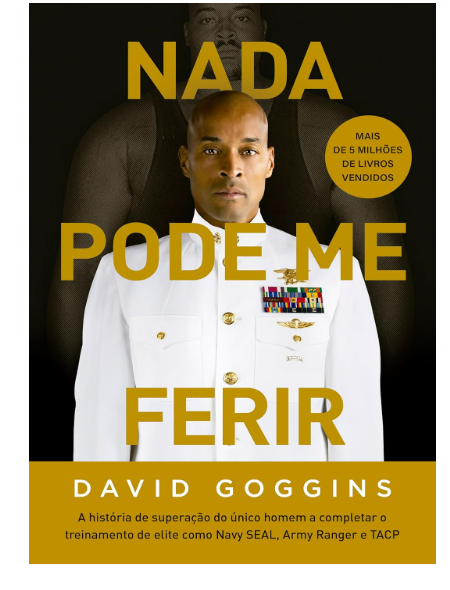 NADA
MAIS
DE 5 MILHÕES
DE LIVROS
VENDIDOS
PODE ME
FERIR
DAVID GOGGINS
A história de superação do único homem a completar o
treinamento de elite como Navy SEAL, Army Ranger e TACP